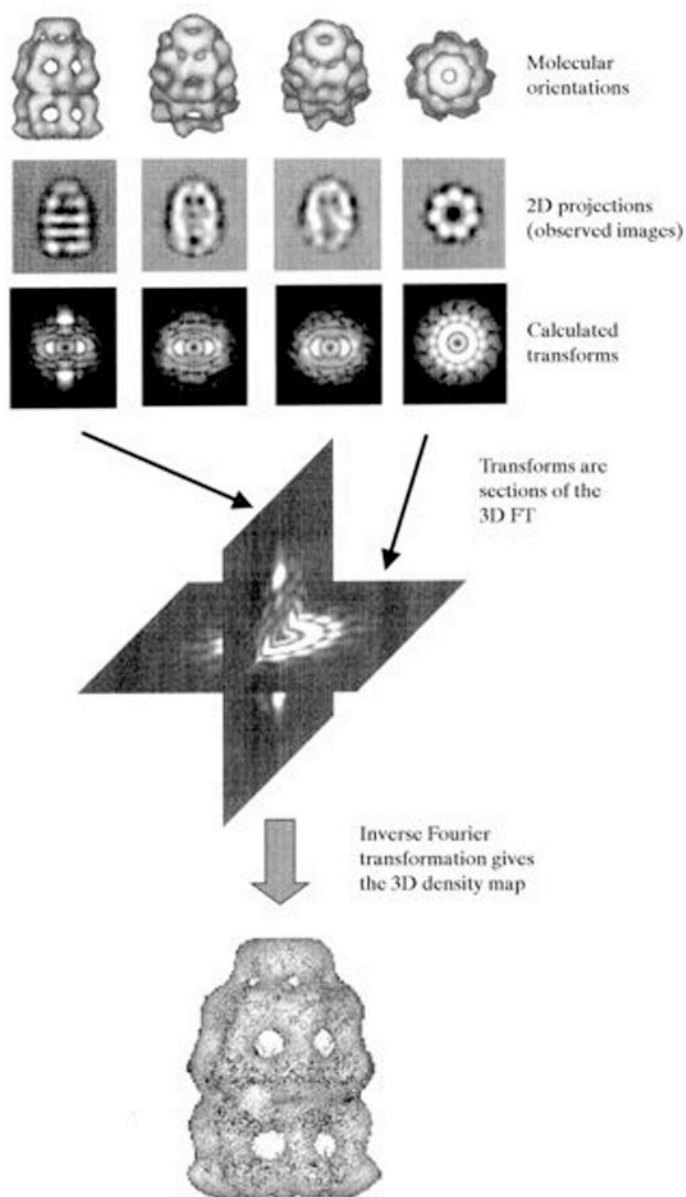 Molecular
orientations
2D projections
(observed images)
Calculated
transforms
Transforms are
sections of the
3D FT
Inverse Fourier
transformation gives
the 3D density map